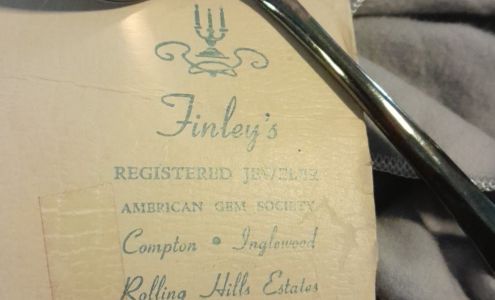 Finley's
REGISTERED JEWELER
AMERICAN GEM SOCIETY
Compton • Inglewood
Rolling Hills Estates